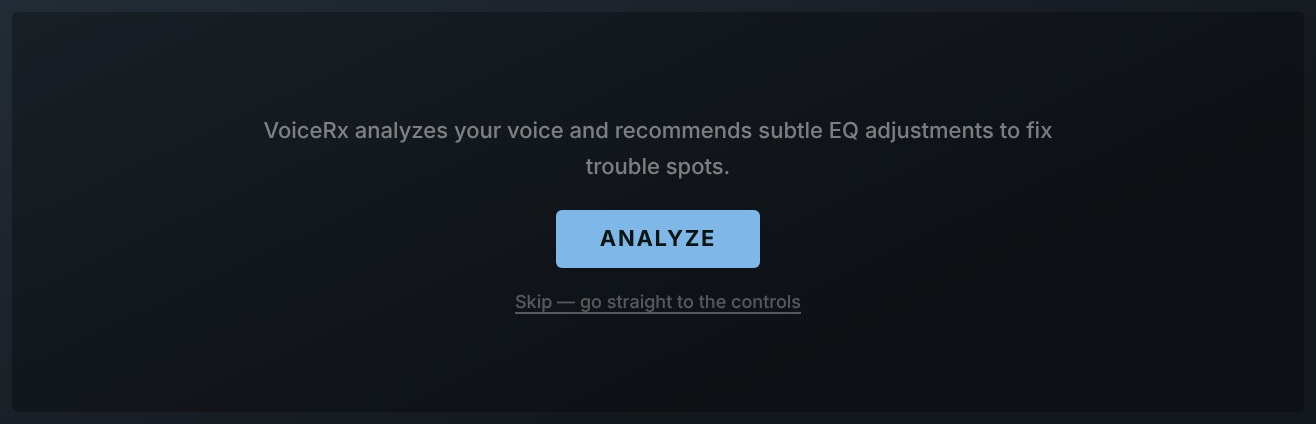 VoiceRx analyzes your voice and recommends subtle EQ adjustments to fix
trouble spots.
ANALYZE
Skip — go straight to the controls